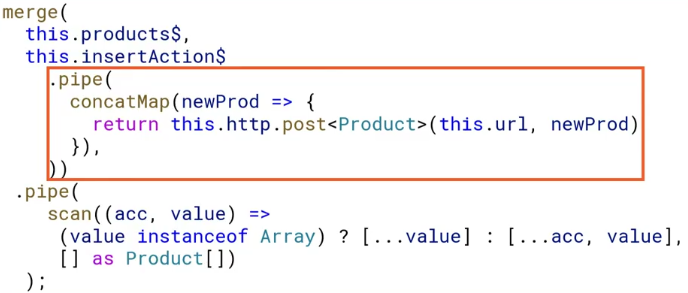 merge(
this.products$,
this.insertAction$
.pipe(
concatMap(newProd => {
return this.http.post<Product>(this.url, newProd)
}),
))
.pipe(
scan((acc, value) =>
(value instanceof Array) ? [...value] : [...acc, value],
[] as Product[])
);